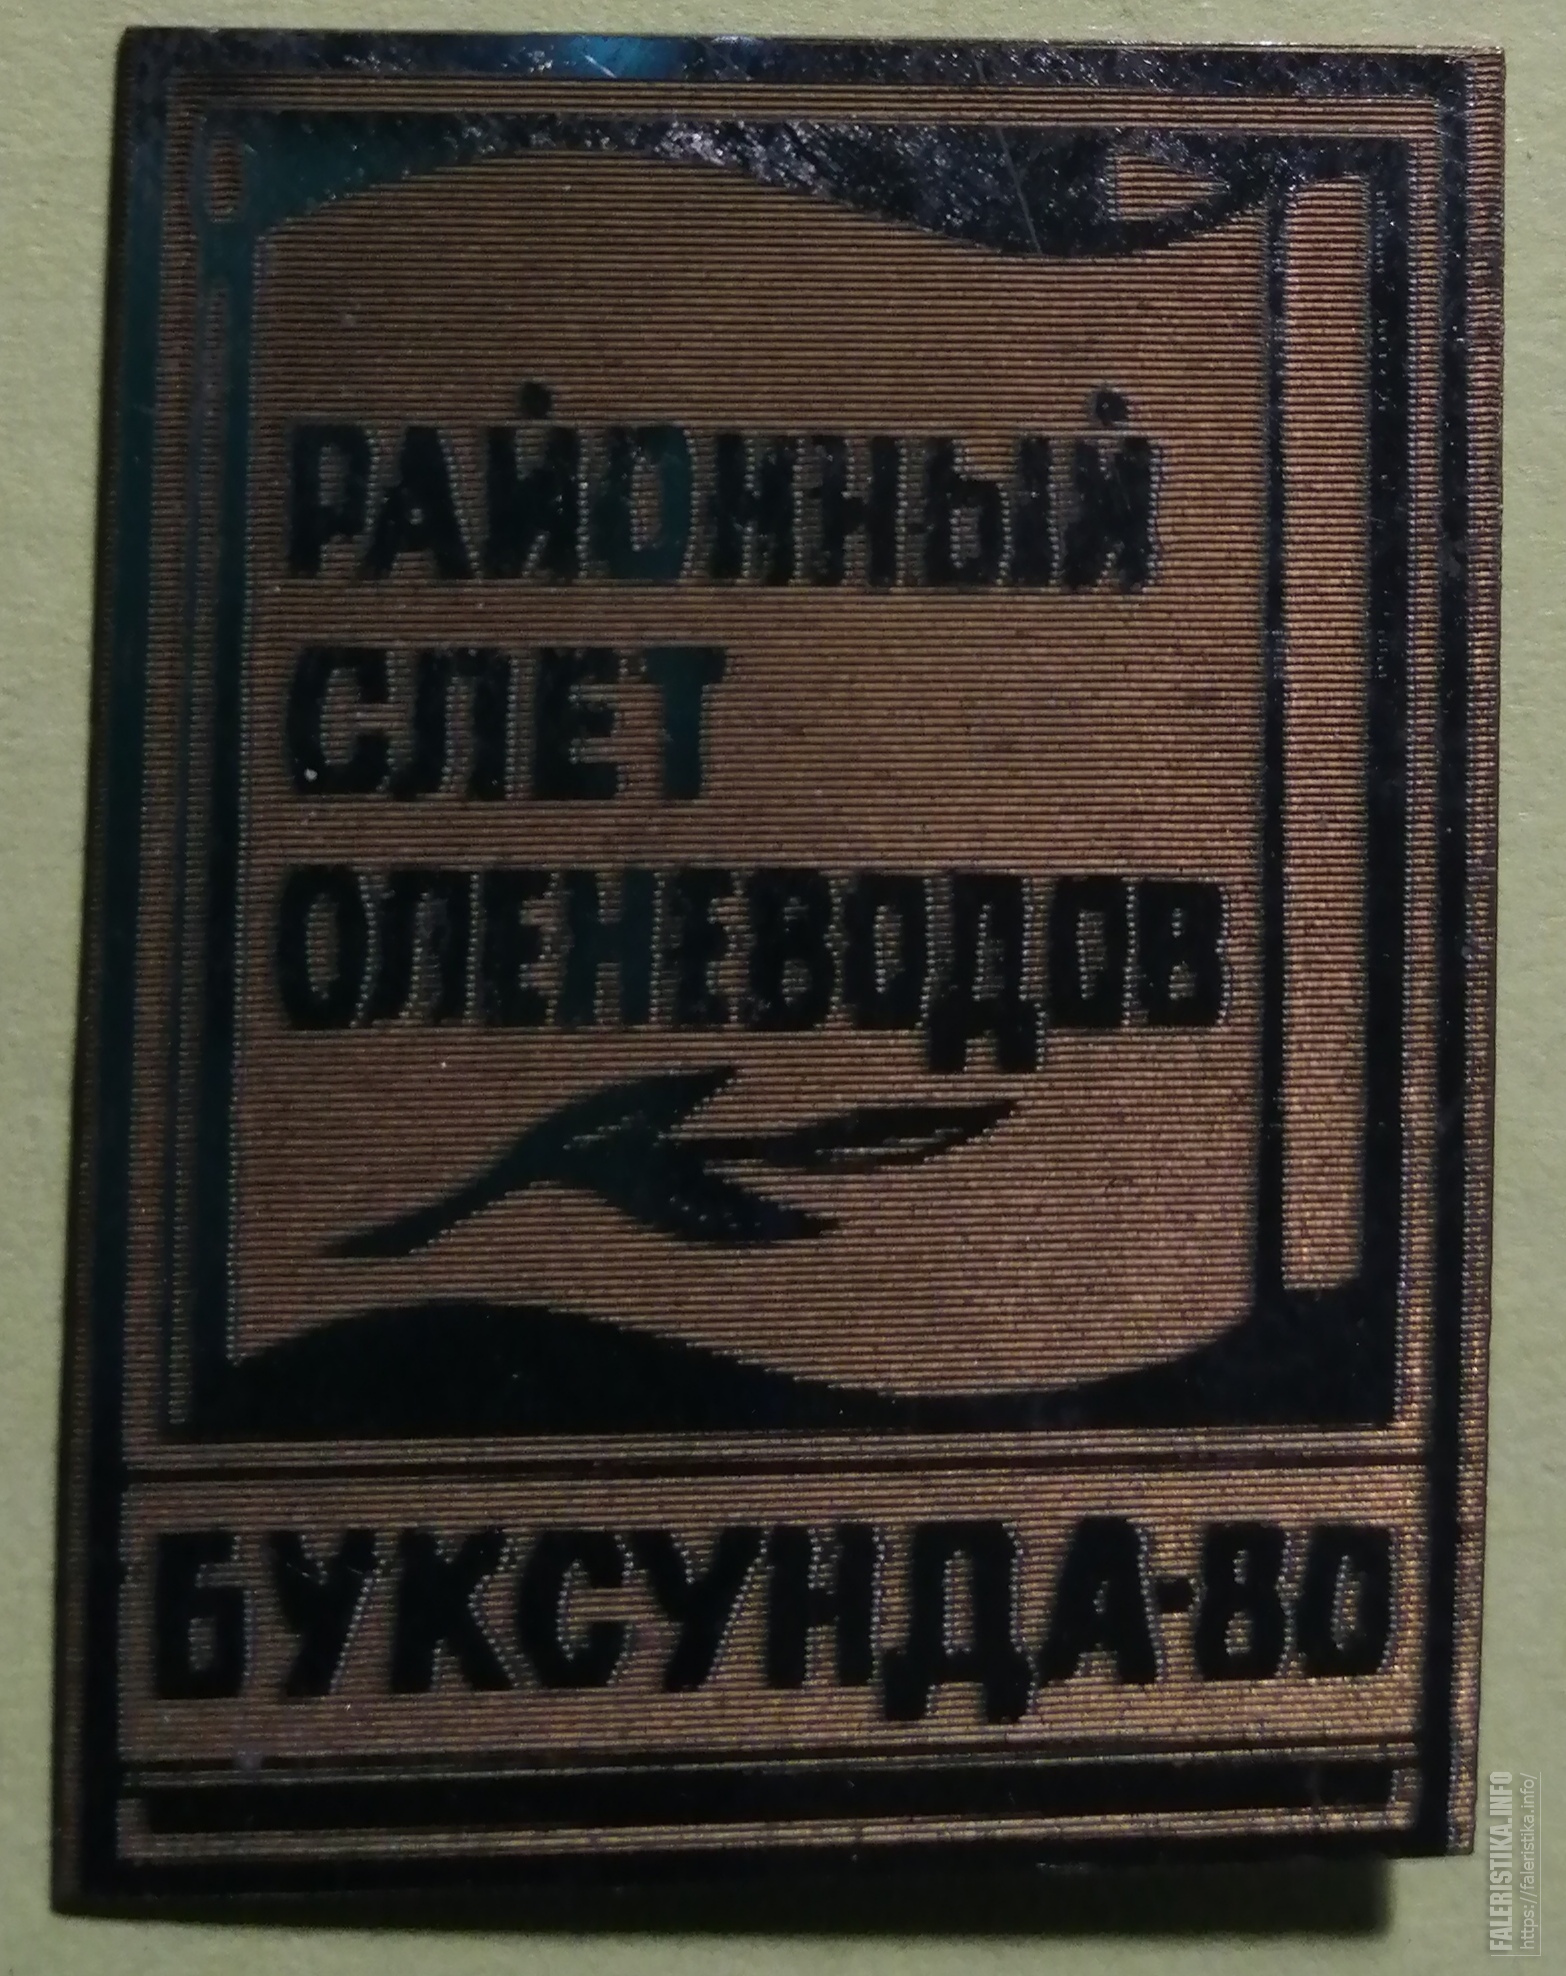 РАЙОННЫЙ
СЛЕТ
ОЛЕНЕВОДОВ
БУКСУНДА-80
FALERISTIKA.INFO
https://faleristika.info/